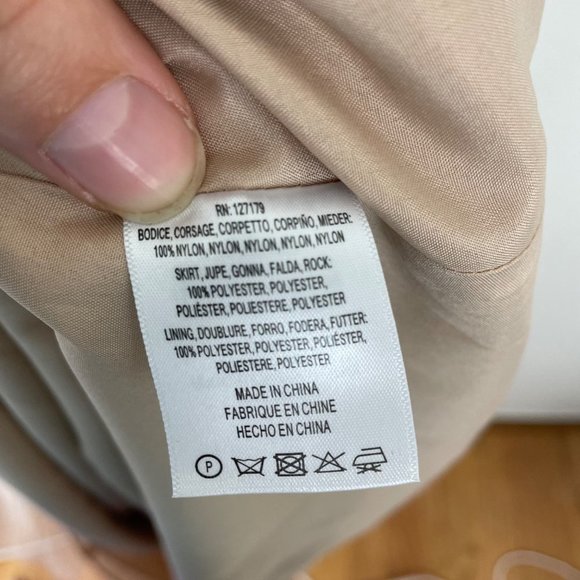 RN: 127179
BODICE, CORSAGE, CORPETTO, CORPIÑO, MIEDER:
100% NYLON, NYLON, NYLON, NYLON, NYLON
SKIRT, JUPE, GONNA, FALDA, ROCK:
100% POLYESTER, POLYESTER,
POLIÉSTER, POLIESTERE, POLYESTER
LINING, DOUBLURE, FORRO, FODERA, FUTTER:
100% POLYESTER, POLYESTER, POLIÉSTER,
POLIESTERE, POLYESTER
MADE IN CHINA
FABRIQUE EN CHINE
HECHO EN CHINA
P